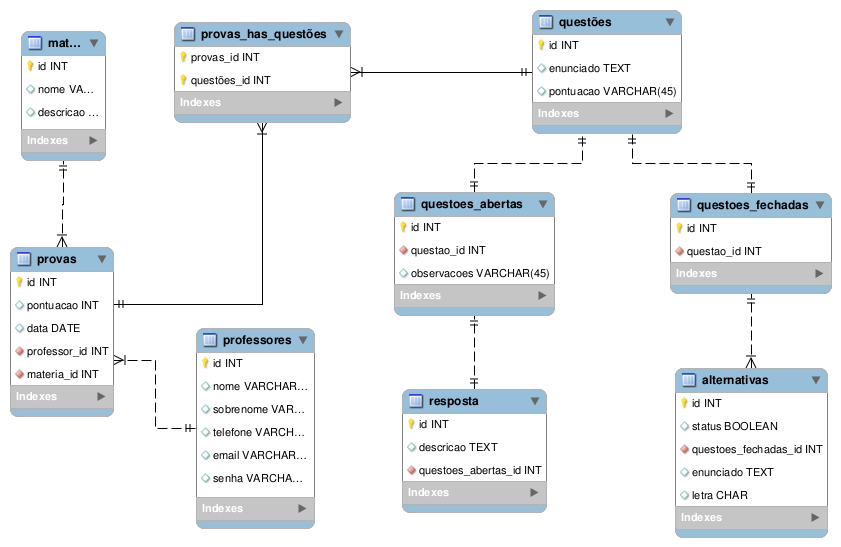 mat...
id INT
nome VA...
descricao ...
Indexes
provas_has_questões
provas_id INT
questões_id INT
Indexes
questões
id INT
enunciado TEXT
pontuacao VARCHAR(45)
Indexes
questoes_abertas
id INT
questao_id INT
observacoes VARCHAR(45)
Indexes
questoes_fechadas
id INT
questao_id INT
Indexes
provas
id INT
pontuacao INT
data DATE
professor_id INT
materia_id INT
Indexes
professores
id INT
nome VARCHAR...
sobrenome VAR...
telefone VARCH...
email VARCHAR...
senha VARCHA...
Indexes
resposta
id INT
descricao TEXT
questoes_abertas_id INT
Indexes
alternativas
id INT
status BOOLEAN
questoes_fechadas_id INT
enunciado TEXT
letra CHAR
Indexes